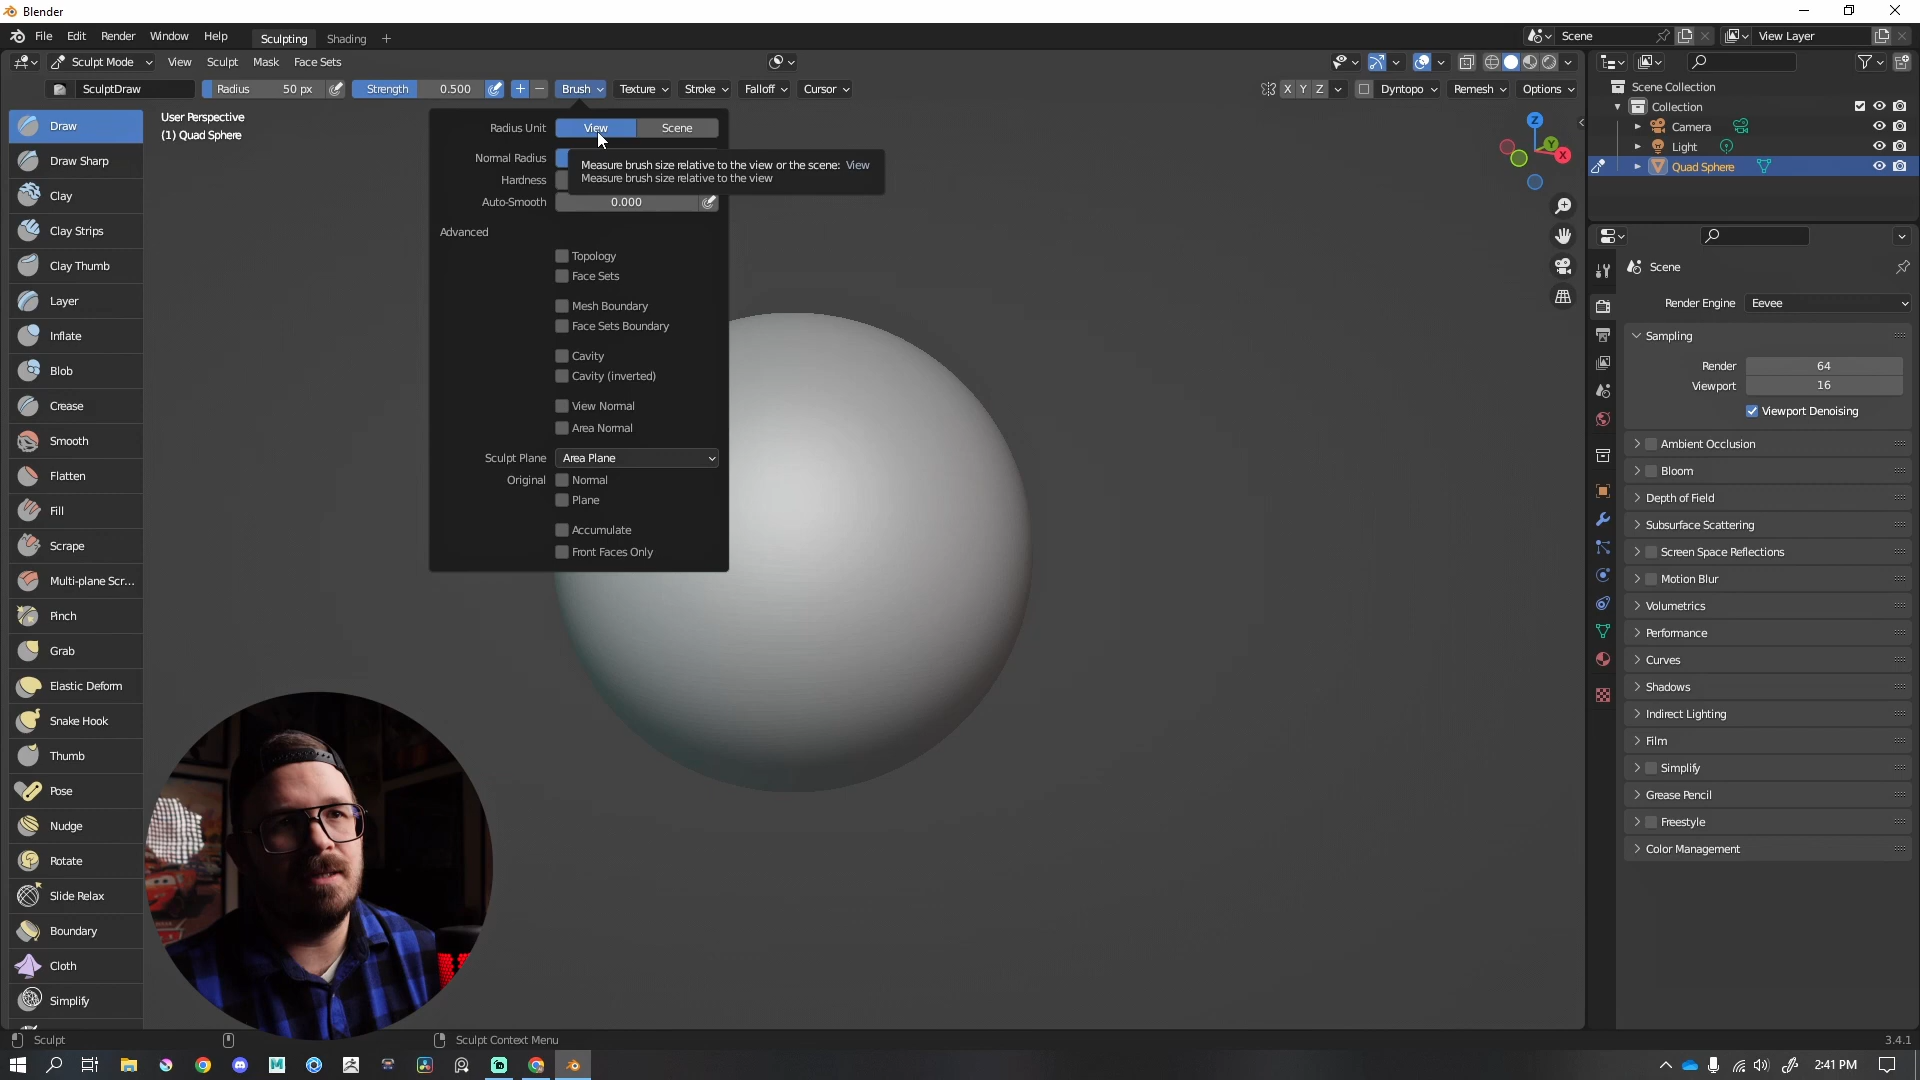 Blender
File Edit Render Window Help Sculpting Shading + Scene View Layer
Sculpt Mode View Sculpt Mask Face Sets
SculptDraw Radius 50 px Strength 0.500 + − Brush Texture Stroke Falloff Cursor X Y Z Dyntopo Remesh Options
Draw
Draw Sharp
Clay
Clay Strips
Clay Thumb
Layer
Inflate
Blob
Crease
Smooth
Flatten
Fill
Scrape
Multi-plane Scr...
Pinch
Grab
Elastic Deform
Snake Hook
Thumb
Pose
Nudge
Rotate
Slide Relax
Boundary
Cloth
Simplify
User Perspective
(1) Quad Sphere
Radius Unit View Scene
Normal Radius
Measure brush size relative to the view or the scene: View
Measure brush size relative to the view
Hardness
Auto-Smooth 0.000
Advanced
Topology
Face Sets
Mesh Boundary
Face Sets Boundary
Cavity
Cavity (inverted)
View Normal
Area Normal
Sculpt Plane Area Plane
Original Normal
Plane
Accumulate
Front Faces Only
Z
Y
X
Scene Collection
Collection
Camera
Light
Quad Sphere
Scene
Render Engine Eevee
Sampling
Render 64
Viewport 16
Viewport Denoising
Ambient Occlusion
Bloom
Depth of Field
Subsurface Scattering
Screen Space Reflections
Motion Blur
Volumetrics
Performance
Curves
Shadows
Indirect Lighting
Film
Simplify
Grease Pencil
Freestyle
Color Management
Sculpt Sculpt Context Menu 3.4.1
2:41 PM